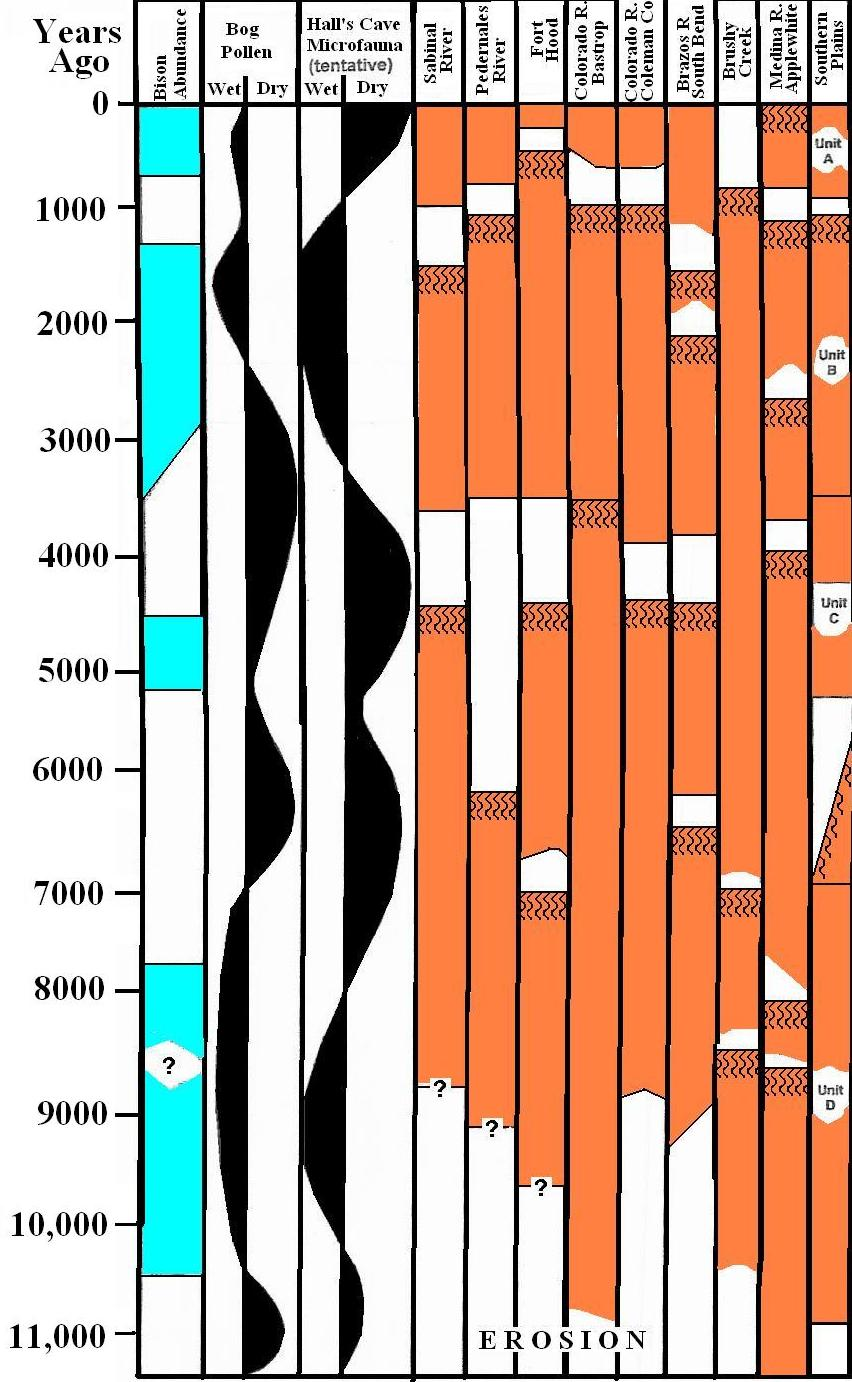 Years
Ago
Bison
Abundance
Bog
Pollen
Wet
Dry
Hall's Cave
Microfauna
(tentative)
Wet
Dry
Sabinal
River
Pedernales
River
Fort
Hood
Colorado R.
Bastrop
Colorado R.
Coleman Co
Brazos R
South Bend
Brushy
Creek
Medina R.
Applewhite
Southern
Plains
0
1000
2000
3000
4000
5000
6000
7000
8000
9000
10,000
11,000
Unit
A
Unit
B
Unit
C
Unit
D
?
?
?
?
EROSION